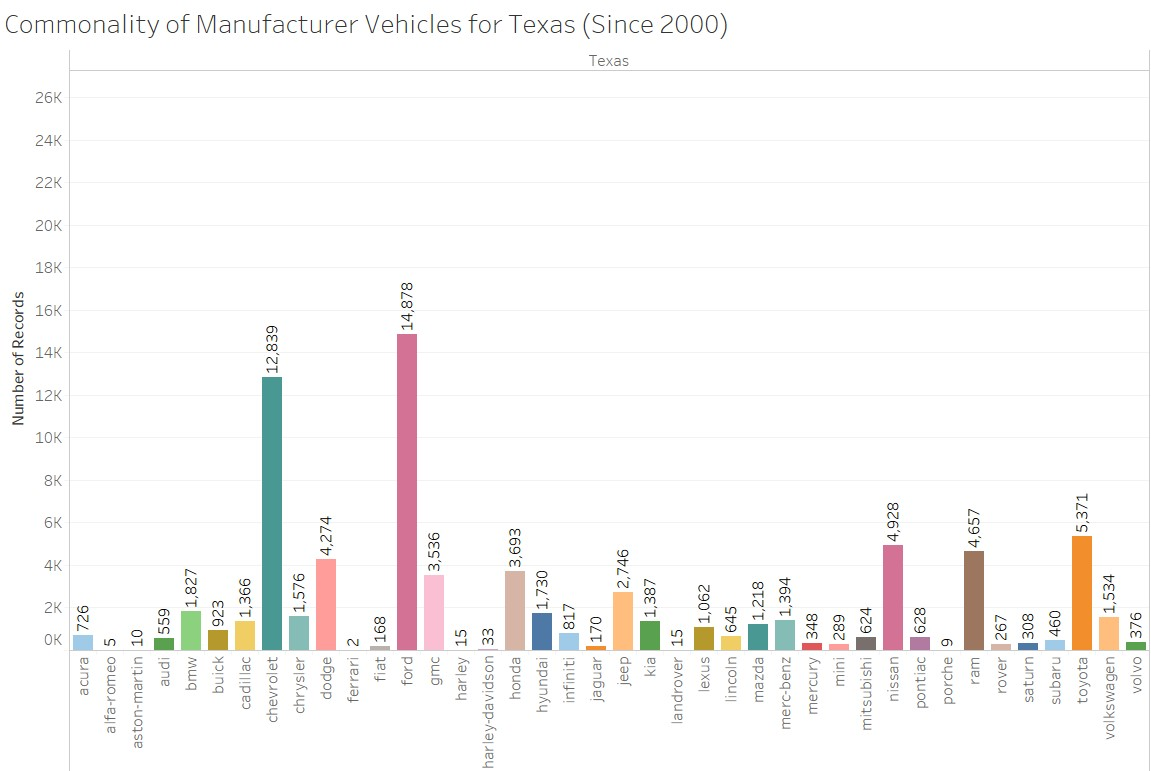 Commonality of Manufacturer Vehicles for Texas (Since 2000)
Texas
Number of Records
26K
24K
22K
20K
18K
16K
14K
12K
10K
8K
6K
4K
2K
0K
726
5
10
559
1,827
923
1,366
12,839
1,576
4,274
2
168
14,878
3,536
15
33
3,693
1,730
817
170
2,746
1,387
15
1,062
645
1,218
1,394
348
289
624
4,928
628
9
4,657
267
308
460
5,371
1,534
376
acura
alfa-romeo
aston-martin
audi
bmw
buick
cadillac
chevrolet
chrysler
dodge
ferrari
fiat
ford
gmc
harley
harley-davidson
honda
hyundai
infiniti
jaguar
jeep
kia
landrover
lexus
lincoln
mazda
merc-benz
mercury
mini
mitsubishi
nissan
pontiac
porche
ram
rover
saturn
subaru
toyota
volkswagen
volvo